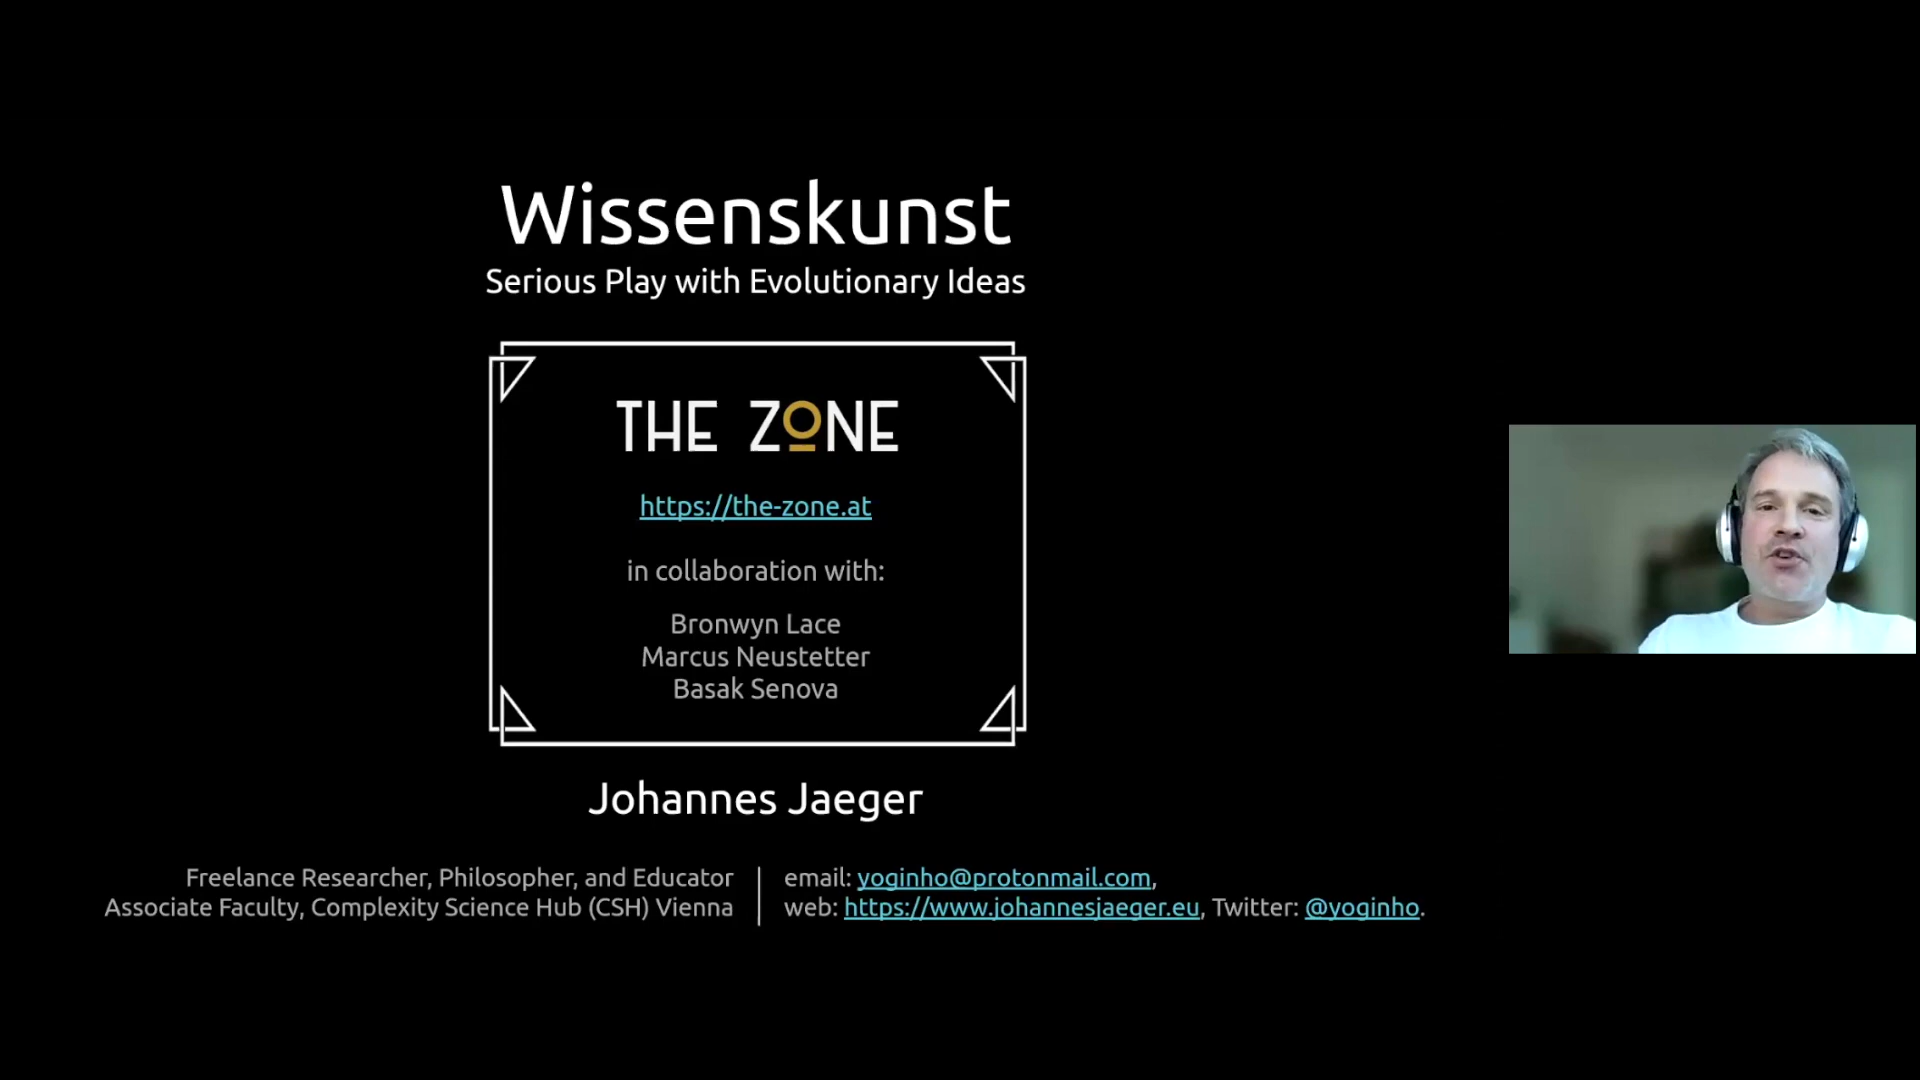 Wissenskunst
Serious Play with Evolutionary Ideas
THE ZONE
https://the-zone.at
in collaboration with:
Bronwyn Lace
Marcus Neustetter
Basak Senova
Johannes Jaeger
Freelance Researcher, Philosopher, and Educator
Associate Faculty, Complexity Science Hub (CSH) Vienna
email: yoginho@protonmail.com,
web: https://www.johannesjaeger.eu, Twitter: @yoginho.